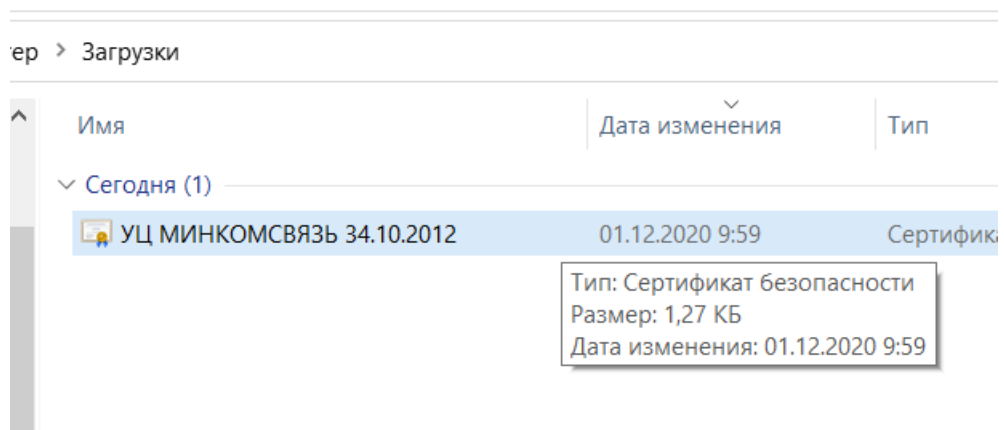 тер > Загрузки
Имя Дата изменения Тип
Сегодня (1)
УЦ МИНКОМСВЯЗЬ 34.10.2012 01.12.2020 9:59 Сертифика
Тип: Сертификат безопасности
Размер: 1,27 КБ
Дата изменения: 01.12.2020 9:59